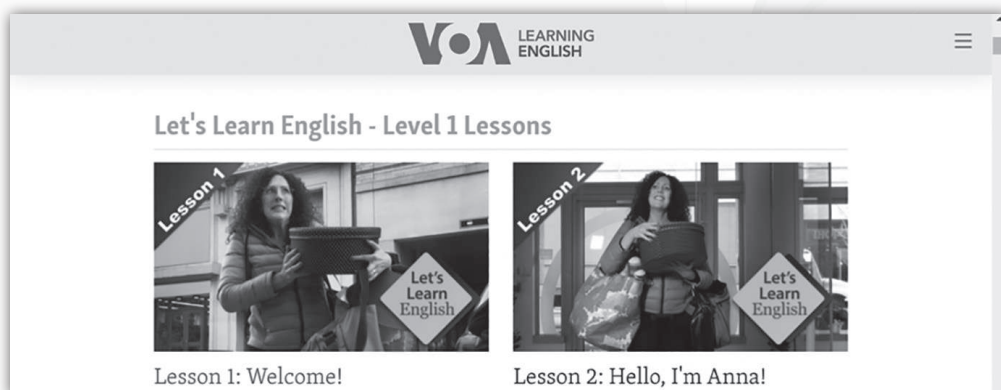 VOA LEARNING
ENGLISH
Let's Learn English - Level 1 Lessons
Lesson 1
Let's
Learn
English
Lesson 2
Let's
Learn
English
Lesson 1: Welcome!
Lesson 2: Hello, I'm Anna!